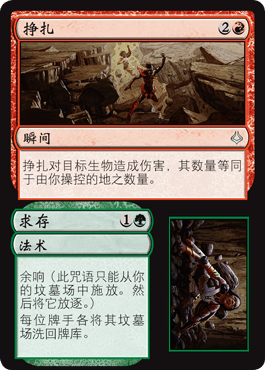 挣扎 2
瞬间
挣扎对目标生物造成伤害，其数量等同
于由你操控的地之数量。
求存 1
法术
余响（此咒语只能从你
的坟墓场中施放。然
后将它放逐。）
每位牌手各将其坟墓
场洗回牌库。